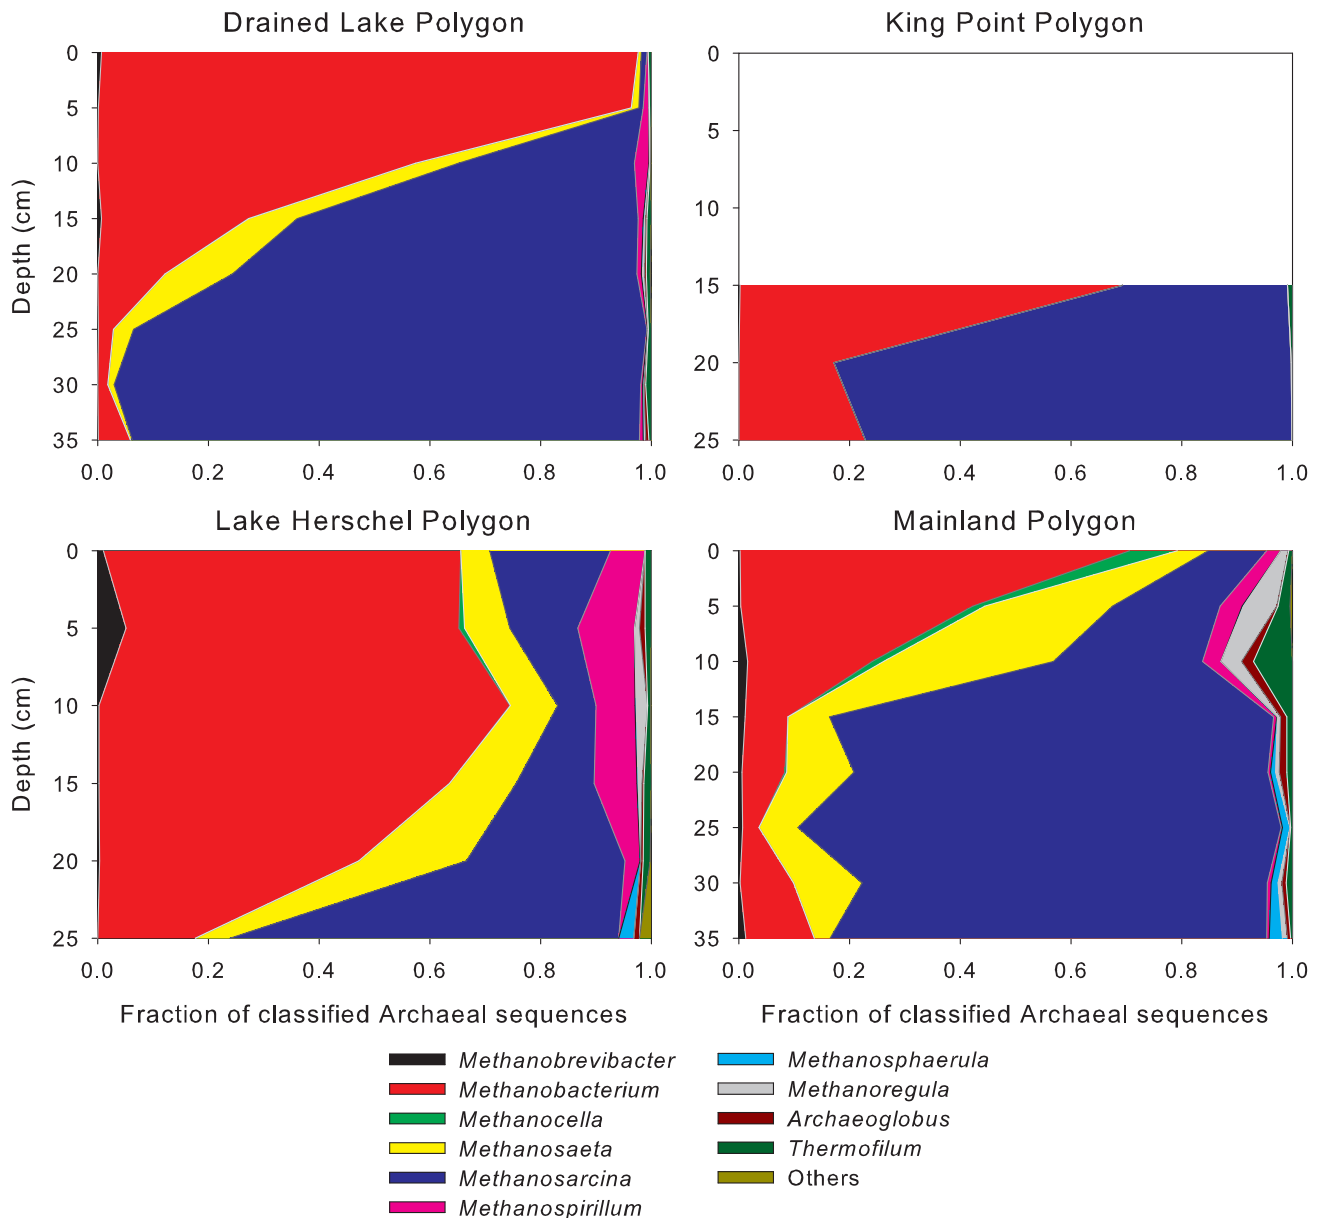 Drained Lake Polygon
King Point Polygon
Depth (cm)
0
5
10
15
20
25
30
35
0.0 0.2 0.4 0.6 0.8 1.0
0
5
10
15
20
25
0.0 0.2 0.4 0.6 0.8 1.0
Lake Herschel Polygon
Mainland Polygon
Depth (cm)
0
5
10
15
20
25
0.0 0.2 0.4 0.6 0.8 1.0
0
5
10
15
20
25
30
35
0.0 0.2 0.4 0.6 0.8 1.0
Fraction of classified Archaeal sequences
Fraction of classified Archaeal sequences
Methanobrevibacter
Methanobacterium
Methanocella
Methanosaeta
Methanosarcina
Methanospirillum
Methanosphaerula
Methanoregula
Archaeoglobus
Thermofilum
Others